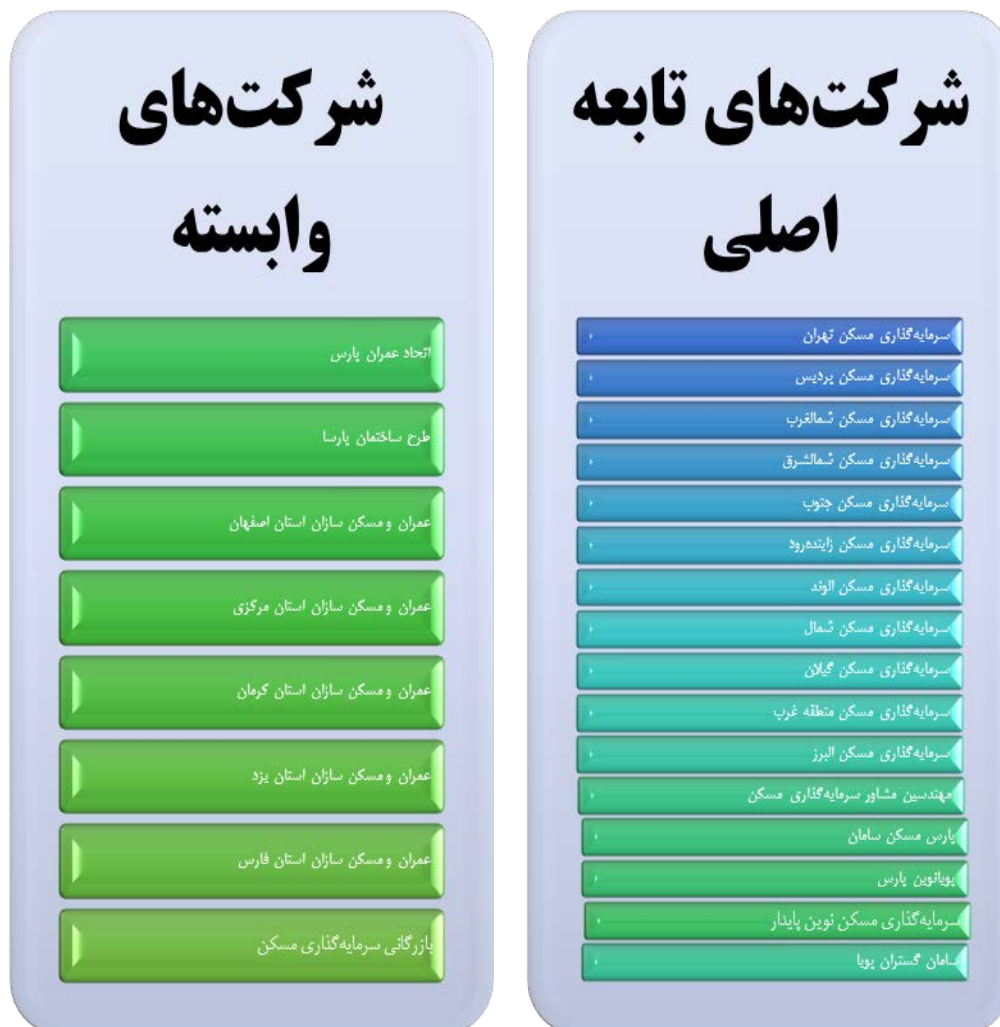 شرکت‌های تابعه
اصلی
سرمایه‌گذاری مسکن تهران
سرمایه‌گذاری مسکن پردیس
سرمایه‌گذاری مسکن شمالغرب
سرمایه‌گذاری مسکن شمالشرق
سرمایه‌گذاری مسکن جنوب
سرمایه‌گذاری مسکن زاینده‌رود
سرمایه‌گذاری مسکن الوند
سرمایه‌گذاری مسکن شمال
سرمایه‌گذاری مسکن گیلان
سرمایه‌گذاری مسکن منطقه غرب
سرمایه‌گذاری مسکن البرز
مهندسین مشاور سرمایه‌گذاری مسکن
پارس مسکن سامان
پویانوین پارس
سرمایه‌گذاری مسکن نوین پایدار
سامان گستران پویا
شرکت‌های
وابسته
اتحاد عمران پارس
طرح ساختمان پارسا
عمران و مسکن سازان استان اصفهان
عمران و مسکن سازان استان مرکزی
عمران و مسکن سازان استان کرمان
عمران و مسکن سازان استان یزد
عمران و مسکن سازان استان فارس
بازرگانی سرمایه‌گذاری مسکن